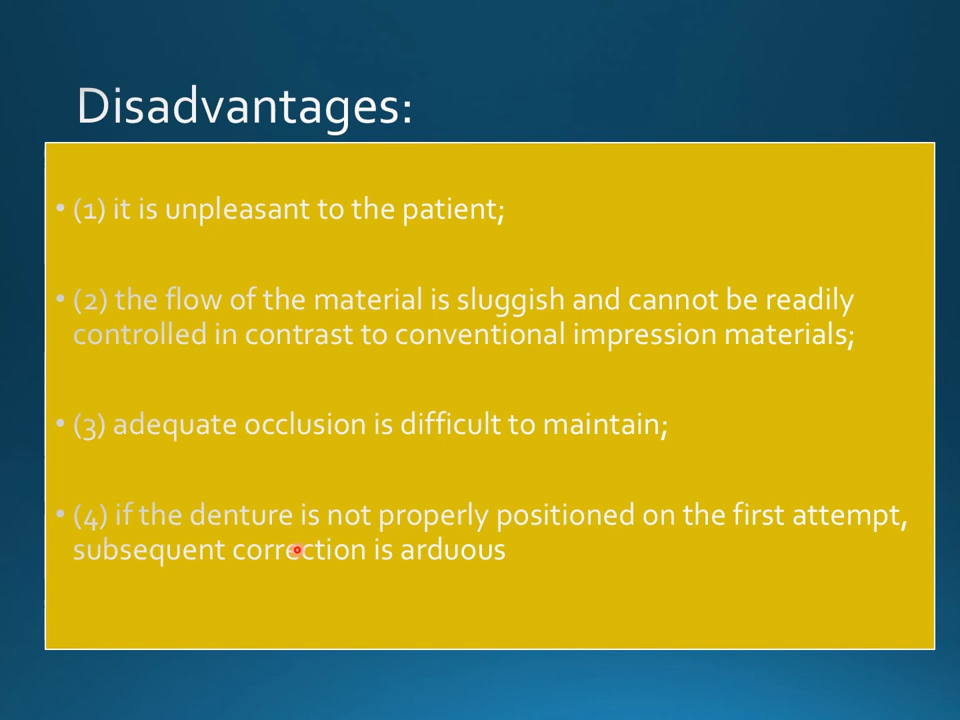 Disadvantages:
• (1) it is unpleasant to the patient;
• (2) the flow of the material is sluggish and cannot be readily
controlled in contrast to conventional impression materials;
• (3) adequate occlusion is difficult to maintain;
• (4) if the denture is not properly positioned on the first attempt,
subsequent correction is arduous